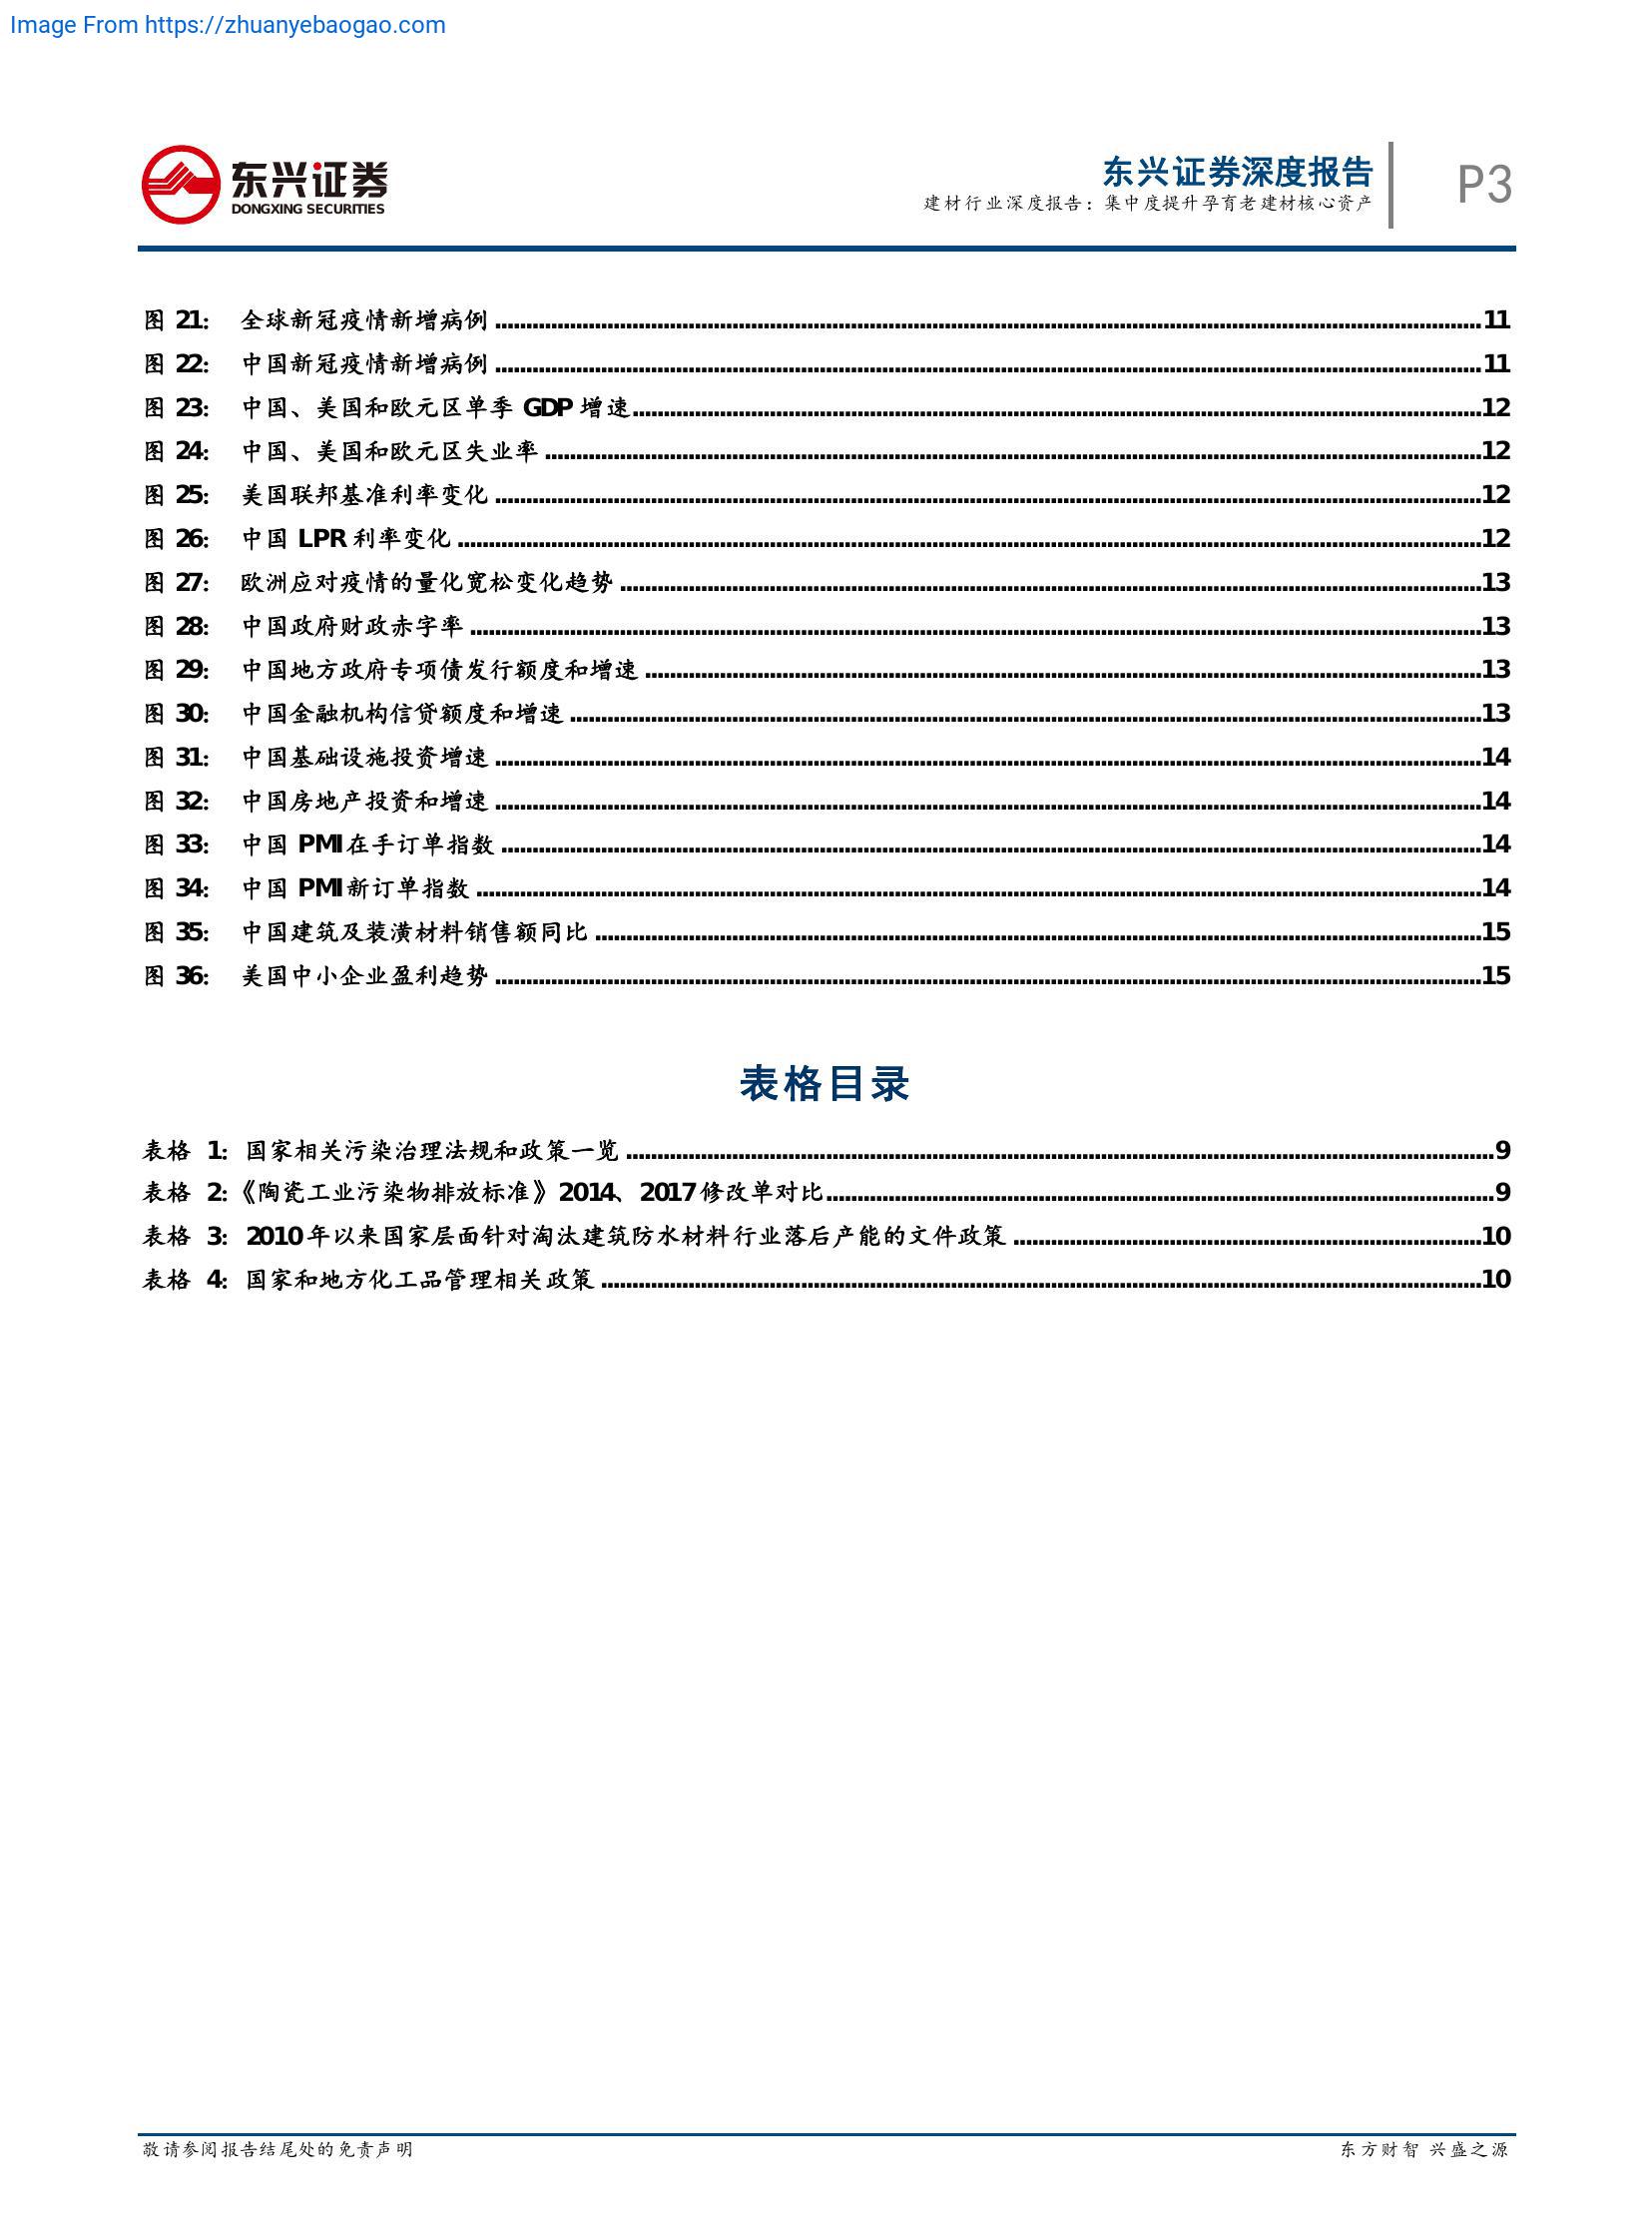 Image From https://zhuanyebaogao.com
东兴证券
DONGXING SECURITIES
东兴证券深度报告
建材行业深度报告：集中度提升孕育老建材核心资产
P3
图 21： 全球新冠疫情新增病例 ........ 11
图 22： 中国新冠疫情新增病例 ........ 11
图 23： 中国、美国和欧元区单季 GDP 增速 ........ 12
图 24： 中国、美国和欧元区失业率 ........ 12
图 25： 美国联邦基准利率变化 ........ 12
图 26： 中国 LPR 利率变化 ........ 12
图 27： 欧洲应对疫情的量化宽松变化趋势 ........ 13
图 28： 中国政府财政赤字率 ........ 13
图 29： 中国地方政府专项债发行额度和增速 ........ 13
图 30： 中国金融机构信贷额度和增速 ........ 13
图 31： 中国基础设施投资增速 ........ 14
图 32： 中国房地产投资和增速 ........ 14
图 33： 中国 PMI 在手订单指数 ........ 14
图 34： 中国 PMI 新订单指数 ........ 14
图 35： 中国建筑及装潢材料销售额同比 ........ 15
图 36： 美国中小企业盈利趋势 ........ 15
表格目录
表格 1： 国家相关污染治理法规和政策一览 ........ 9
表格 2：《陶瓷工业污染物排放标准》2014、2017 修改单对比 ........ 9
表格 3： 2010 年以来国家层面针对淘汰建筑防水材料行业落后产能的文件政策 ........ 10
表格 4： 国家和地方化工品管理相关政策 ........ 10
敬请参阅报告结尾处的免责声明
东方财智 兴盛之源